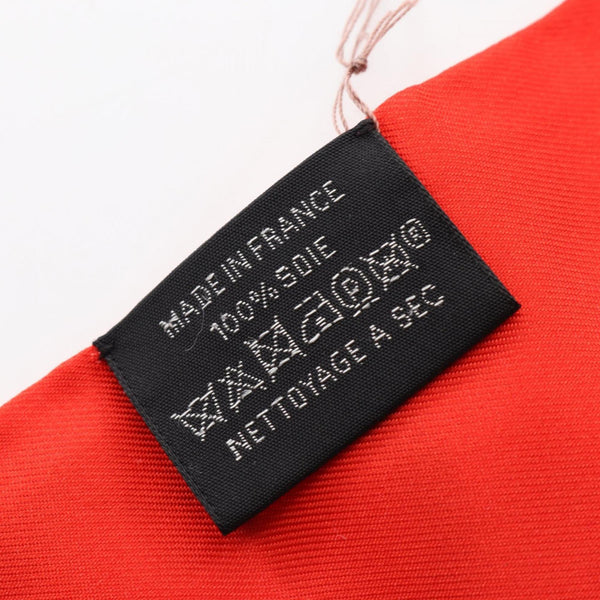 MADE IN FRANCE
100% SOIE
P ®
NETTOYAGE A SEC